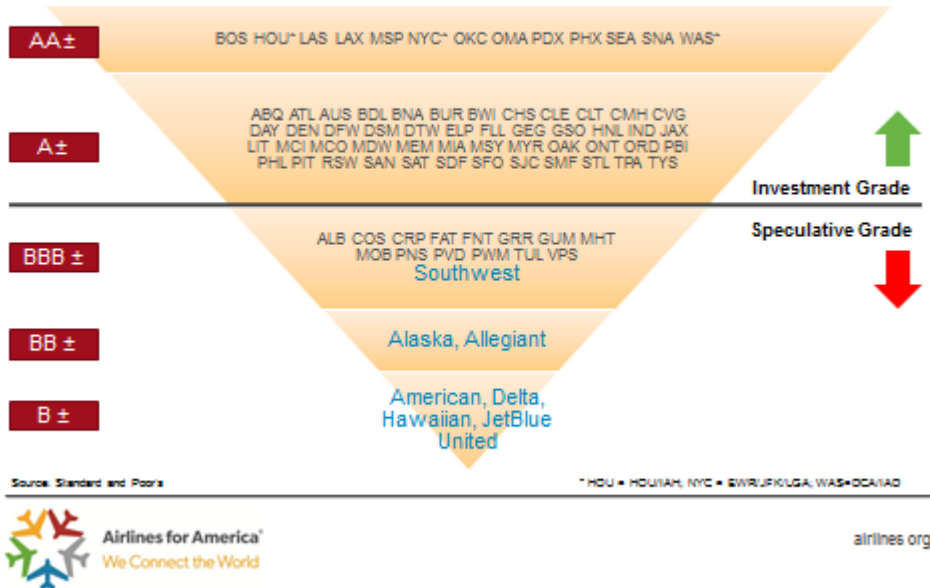 AA±
BOS HOU* LAS LAX MSP NYC* OKC OMA PDX PHX SEA SNA WAS*
A±
ABQ ATL AUS BDL BNA BUR BWI CHS CLE CLT CMH CVG
DAY DEN DFW DSM DTW ELP FLL GEG GSO HNL IND JAX
LIT MCI MCO MDW MEM MIA MSY MYR OAK ONT ORD PBI
PHL PIT RSW SAN SAT SDF SFO SJC SMF STL TPA TYS
Investment Grade
Speculative Grade
BBB ±
ALB COS CRP FAT FNT GRR GUM MHT
MOB PNS PVD PWM TUL VPS
Southwest
BB ±
Alaska, Allegiant
B ±
American, Delta,
Hawaiian, JetBlue
United
Source: Standard and Poor's
* HOU = HOU/IAH; NYC = EWR/JFK/LGA; WAS=DCA/IAD
Airlines for America®
We Connect the World
airlines.org